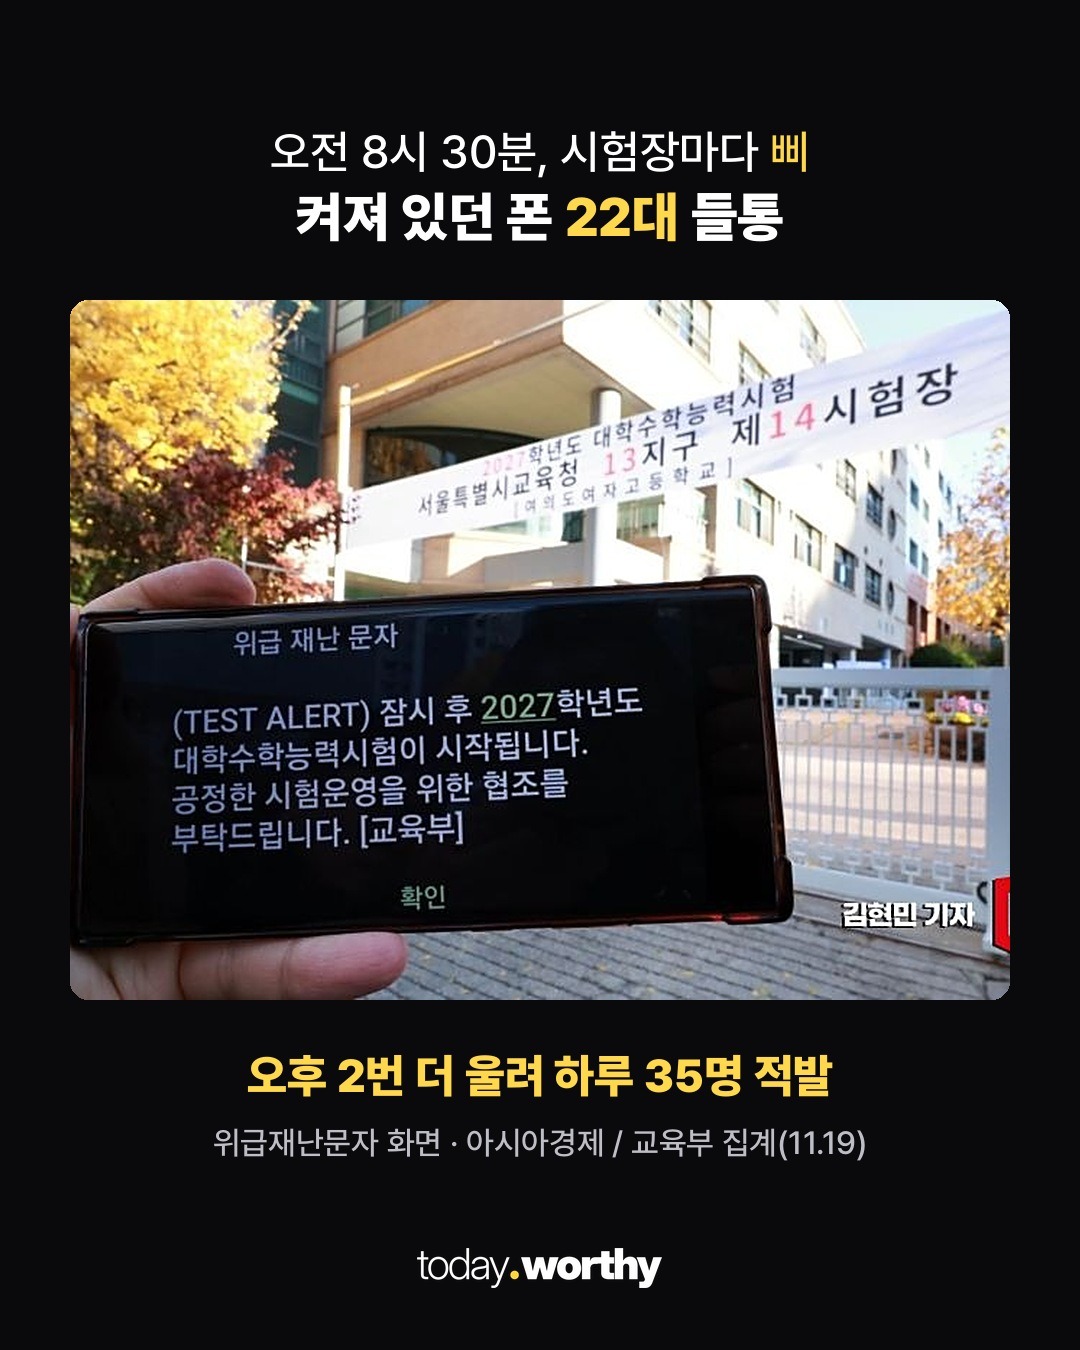 오전 8시 30분, 시험장마다 삐
켜져 있던 폰 22대 들통
2027학년도 대학수학능력시험
서울특별시교육청 13지구 제14시험장
[여의도여자고등학교]
위급 재난 문자
(TEST ALERT) 잠시 후 2027학년도
대학수학능력시험이 시작됩니다.
공정한 시험운영을 위한 협조를
부탁드립니다. [교육부]
확인
김현민 기자
오후 2번 더 울려 하루 35명 적발
위급재난문자 화면 · 아시아경제 / 교육부 집계(11.19)
today.worthy